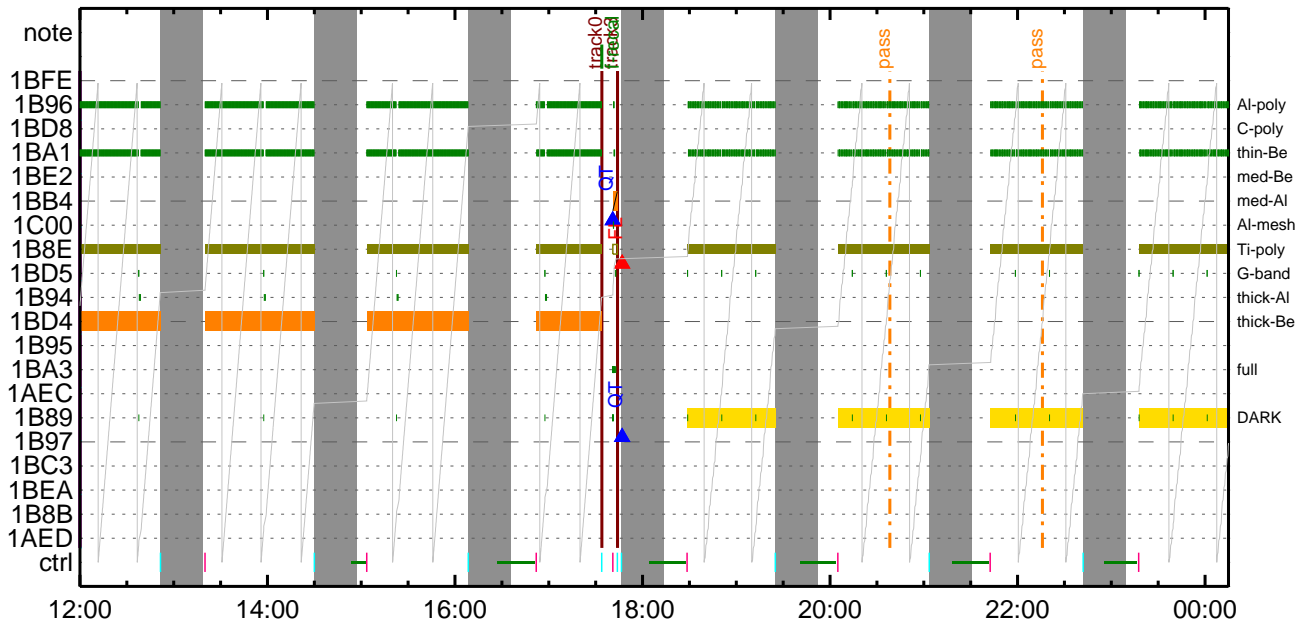 note
track0
track
pass
pass
1BFE
1B96 Al-poly
1BD8 C-poly
1BA1 thin-Be
1BE2 med-Be
QT
1BB4 med-Al
1C00 Al-mesh
1B8E Ti-poly
1BD5 G-band
1B94 thick-Al
1BD4 thick-Be
1B95
1BA3 full
1AEC
QT
1B89 DARK
1B97
1BC3
1BEA
1B8B
1AED
ctrl
12:00 14:00 16:00 18:00 20:00 22:00 00:00